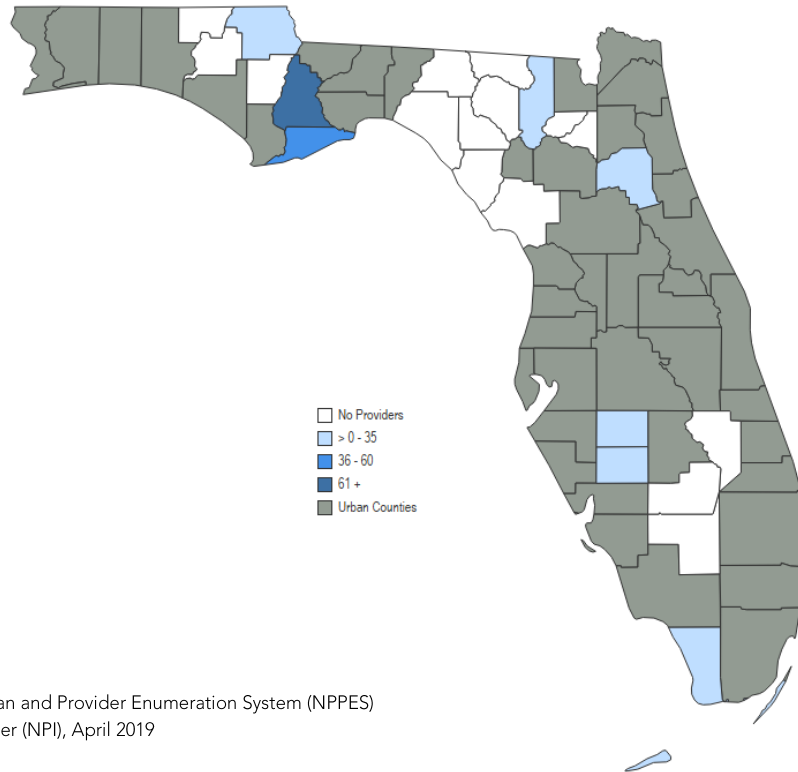 No Providers
> 0 - 35
36 - 60
61 +
Urban Counties
an and Provider Enumeration System (NPPES)
er (NPI), April 2019